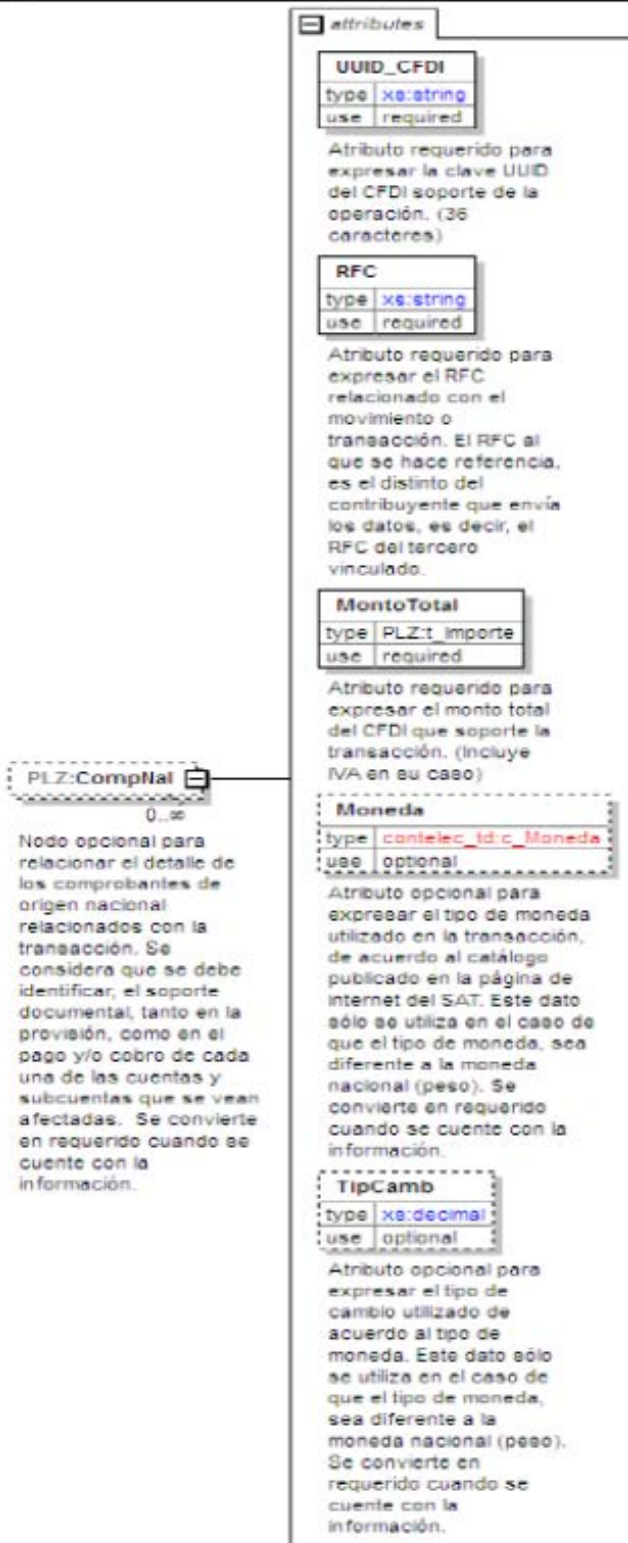 attributes
UUID_CFDI
type xs:string
use required
Atributo requerido para
expresar la clave UUID
del CFDI soporte de la
operación. (36
caracteres)
RFC
type xs:string
use required
Atributo requerido para
expresar el RFC
relacionado con el
movimiento o
transacción. El RFC al
que se hace referencia,
es el distinto del
contribuyente que envía
los datos, es decir, el
RFC del tercero
vinculado.
MontoTotal
type PLZ:t_Importe
use required
Atributo requerido para
expresar el monto total
del CFDI que soporte la
transacción. (Incluye
IVA en su caso)
PLZ:CompNal
0..∞
Nodo opcional para
relacionar el detalle de
los comprobantes de
origen nacional
relacionados con la
transacción. Se
considera que se debe
identificar, el soporte
documental, tanto en la
provisión, como en el
pago y/o cobro de cada
una de las cuentas y
subcuentas que se vean
afectadas. Se convierte
en requerido cuando se
cuente con la
información.
Moneda
type contelec_td:c_Moneda
use optional
Atributo opcional para
expresar el tipo de moneda
utilizado en la transacción,
de acuerdo al catálogo
publicado en la página de
internet del SAT. Este dato
sólo se utiliza en el caso de
que el tipo de moneda, sea
diferente a la moneda
nacional (peso). Se
convierte en requerido
cuando se cuente con la
información.
TipCamb
type xs:decimal
use optional
Atributo opcional para
expresar el tipo de
cambio utilizado de
acuerdo al tipo de
moneda. Este dato sólo
se utiliza en el caso de
que el tipo de moneda,
sea diferente a la
moneda nacional (peso).
Se convierte en
requerido cuando se
cuente con la
información.